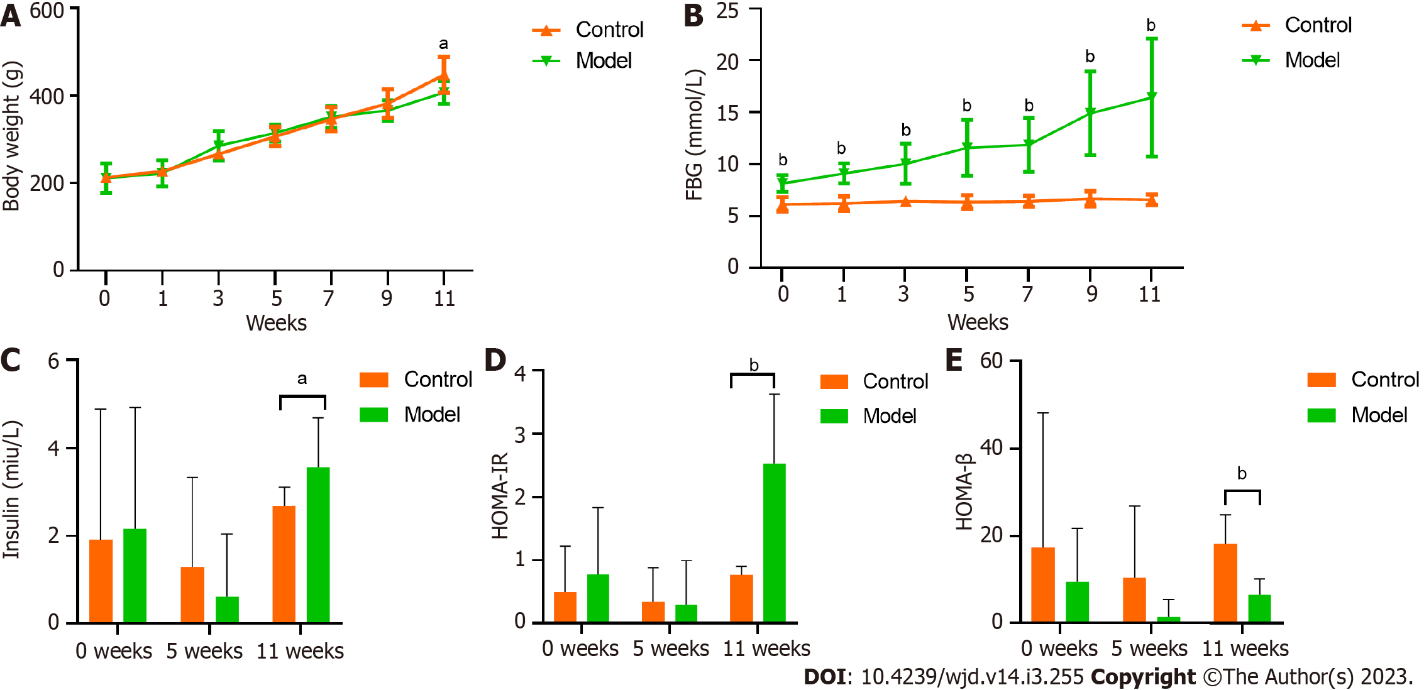 A
Body weight (g)
600
400
200
0
a
Control
Model
0 1 3 5 7 9 11
Weeks
B
FBG (mmol/L)
25
20
15
10
5
0
b b b b b b b
Control
Model
0 1 3 5 7 9 11
Weeks
C
Insulin (miu/L)
6
4
2
0
a
Control
Model
0 weeks 5 weeks 11 weeks
D
HOMA-IR
4
3
2
1
0
b
Control
Model
0 weeks 5 weeks 11 weeks
E
HOMA-β
60
40
20
0
b
Control
Model
0 weeks 5 weeks 11 weeks
DOI: 10.4239/wjd.v14.i3.255 Copyright ©The Author(s) 2023.